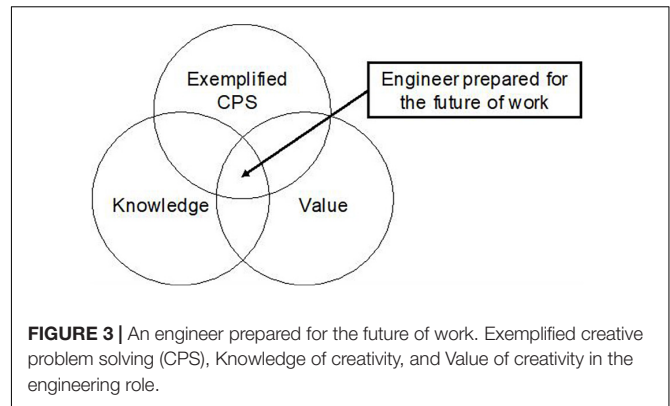 Exemplified
CPS
Engineer prepared for
the future of work
Knowledge
Value
FIGURE 3 | An engineer prepared for the future of work. Exemplified creative
problem solving (CPS), Knowledge of creativity, and Value of creativity in the
engineering role.